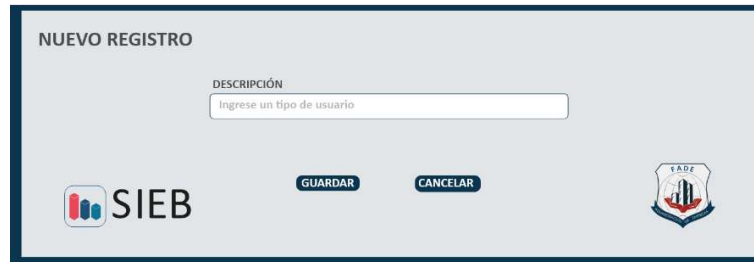 NUEVO REGISTRO
DESCRIPCIÓN
Ingrese un tipo de usuario
GUARDAR
CANCELAR
FADE
SIEB